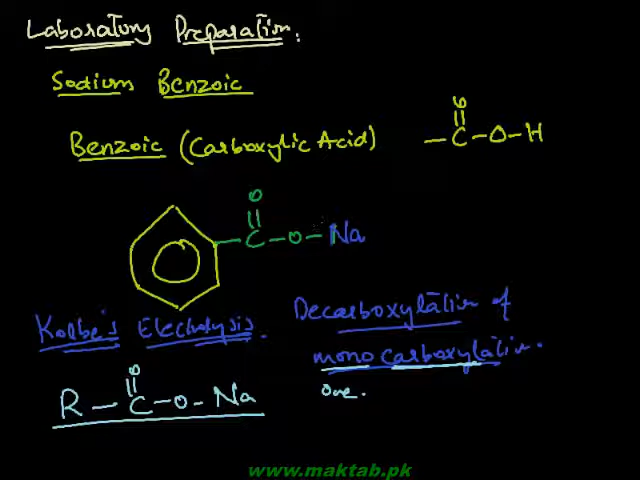 Laboratory Preparation.
Sodium Benzoic
Benzoic (Carboxylic Acid)
O
— C — O — H
O
C — O — Na
Kolbe's Electrolysis.
Decarboxylation of
mono carboxylation.
one.
O
R — C — O — Na
www.maktab.pk